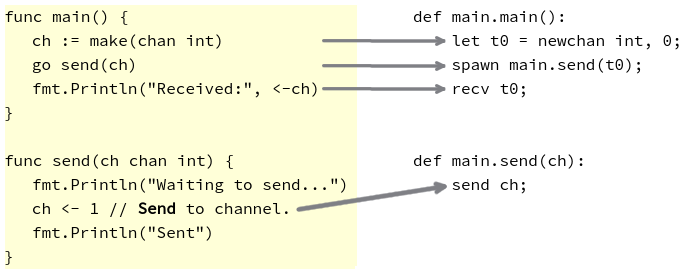 func main() {
ch := make(chan int)
go send(ch)
fmt.Println("Received:", <-ch)
}
func send(ch chan int) {
fmt.Println("Waiting to send...")
ch <- 1 // Send to channel.
fmt.Println("Sent")
}
def main.main():
let t0 = newchan int, 0;
spawn main.send(t0);
recv t0;
def main.send(ch):
send ch;